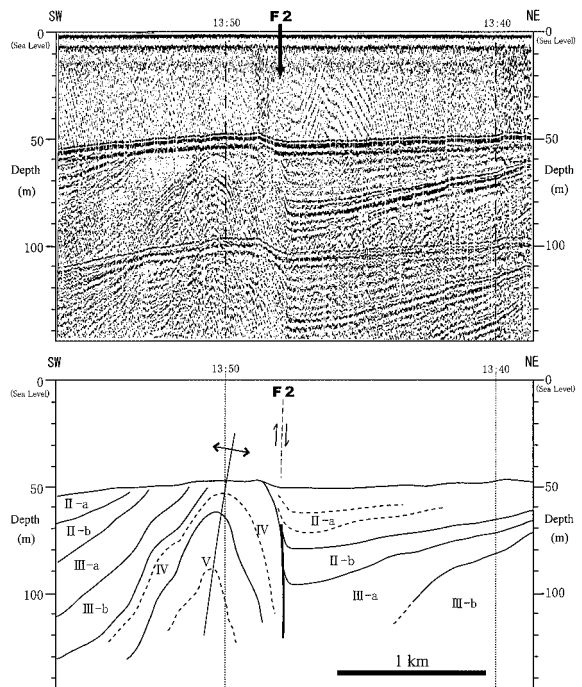 SW 13:50 F 2 13:40 NE
0 0
(Sea Level) (Sea Level)
50 50
Depth Depth
(m) (m)
100 100
SW 13:50 13:40 NE
0 0
(Sea Level) F 2 (Sea Level)
50 50
II-a II-a
Depth II-b IV IV II-b Depth
(m) III-a V (m)
100 III-b III-a III-b 100
1 km